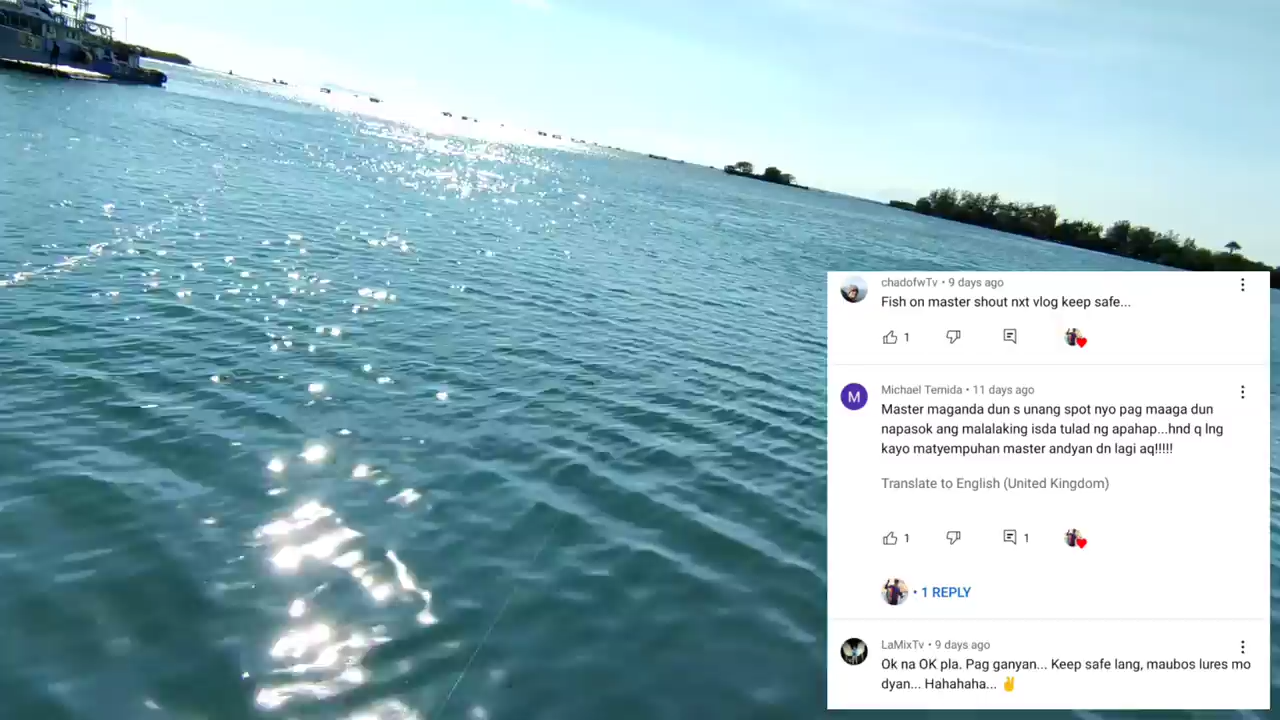 chadofwTv • 9 days ago
Fish on master shout nxt vlog keep safe...
1
Michael Temida • 11 days ago
M
Master maganda dun s unang spot nyo pag maaga dun
napasok ang malalaking isda tulad ng apahap...hnd q lng
kayo matyempuhan master andyan dn lagi aq!!!!!
Translate to English (United Kingdom)
1 1
• 1 REPLY
LaMixTv • 9 days ago
Ok na OK pla. Pag ganyan... Keep safe lang, maubos lures mo
dyan... Hahahaha... ✌️